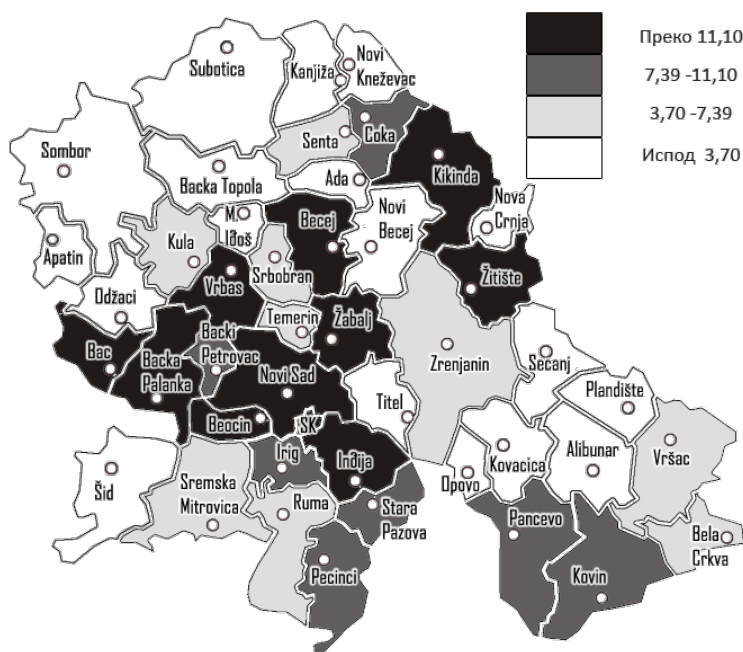 Преко 11,10
7,39 -11,10
3,70 -7,39
Испод 3,70
Subotica
Kanjiža
Novi
Kneževac
Sombor
Senta
Coka
Backa Topola
Ada
Kikinda
Apatin
Kula
M.
Iđoš
Becej
Novi
Becej
Nova
Crnja
Odžaci
Vrbas
Srbobran
Žitište
Bac
Backa
Palanka
Backi
Petrovac
Temerin
Žabalj
Zrenjanin
Secanj
Novi Sad
Titel
Plandište
Beocin
SK
Šid
Irig
Inđija
Opovo
Kovacica
Alibunar
Vršac
Sremska
Mitrovica
Ruma
Stara
Pazova
Pancevo
Bela
Crkva
Pecinci
Kovin